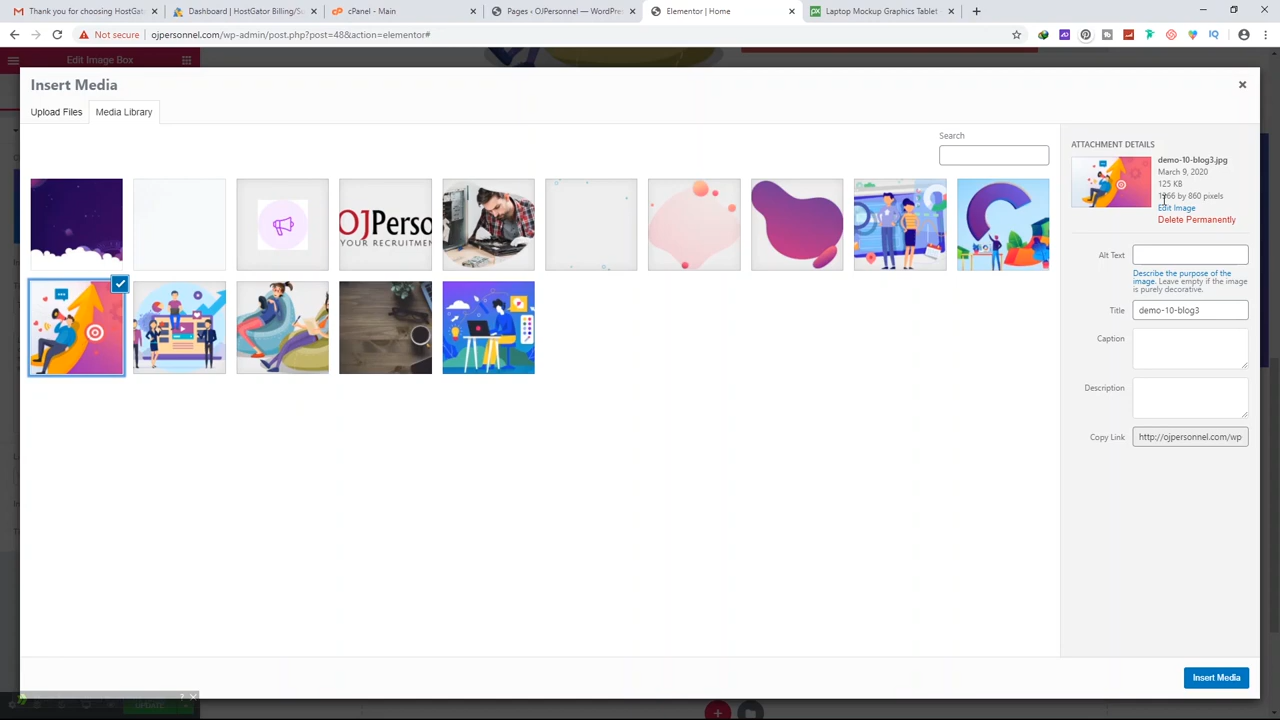 Thank you for choosing HostGat
Dashboard | HostGator Billing/Su
cPanel - Main
Pages ‹ OJPersonnel — WordPre
Elementor | Home
Laptop Mockup Graphics Tablet
Not secure
ojpersonnel.com/wp-admin/post.php?post=48&action=elementor#
Edit Image Box
Insert Media
Upload Files
Media Library
Search
OJPerso
YOUR RECRUITMEN
ATTACHMENT DETAILS
demo-10-blog3.jpg
March 9, 2020
125 KB
by 860 pixels
Edit Image
Delete Permanently
Alt Text
Describe the purpose of the
image. Leave empty if the image
is purely decorative.
Title
demo-10-blog3
Caption
Description
Copy Link
http://ojpersonnel.com/wp
Insert Media
UPDATE